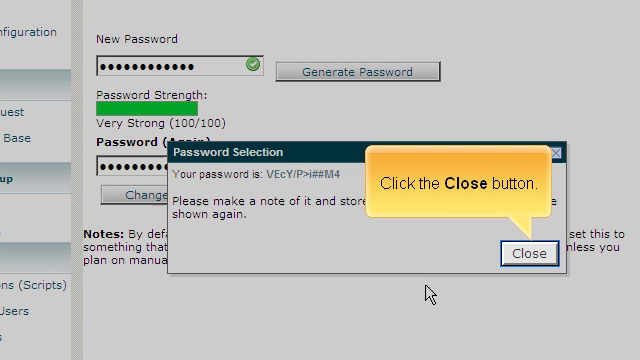 nfiguration
uest
Base
up
ns (Scripts)
Users
s
New Password
Generate Password
Password Strength:
Very Strong (100/100)
Password (Again)
Change
Password Selection
Your password is: VEcY/P>i##M4
Please make a note of it and store
e
shown again.
Click the Close button.
Close
Notes: By defa
set this to
something that
nless you
plan on manua